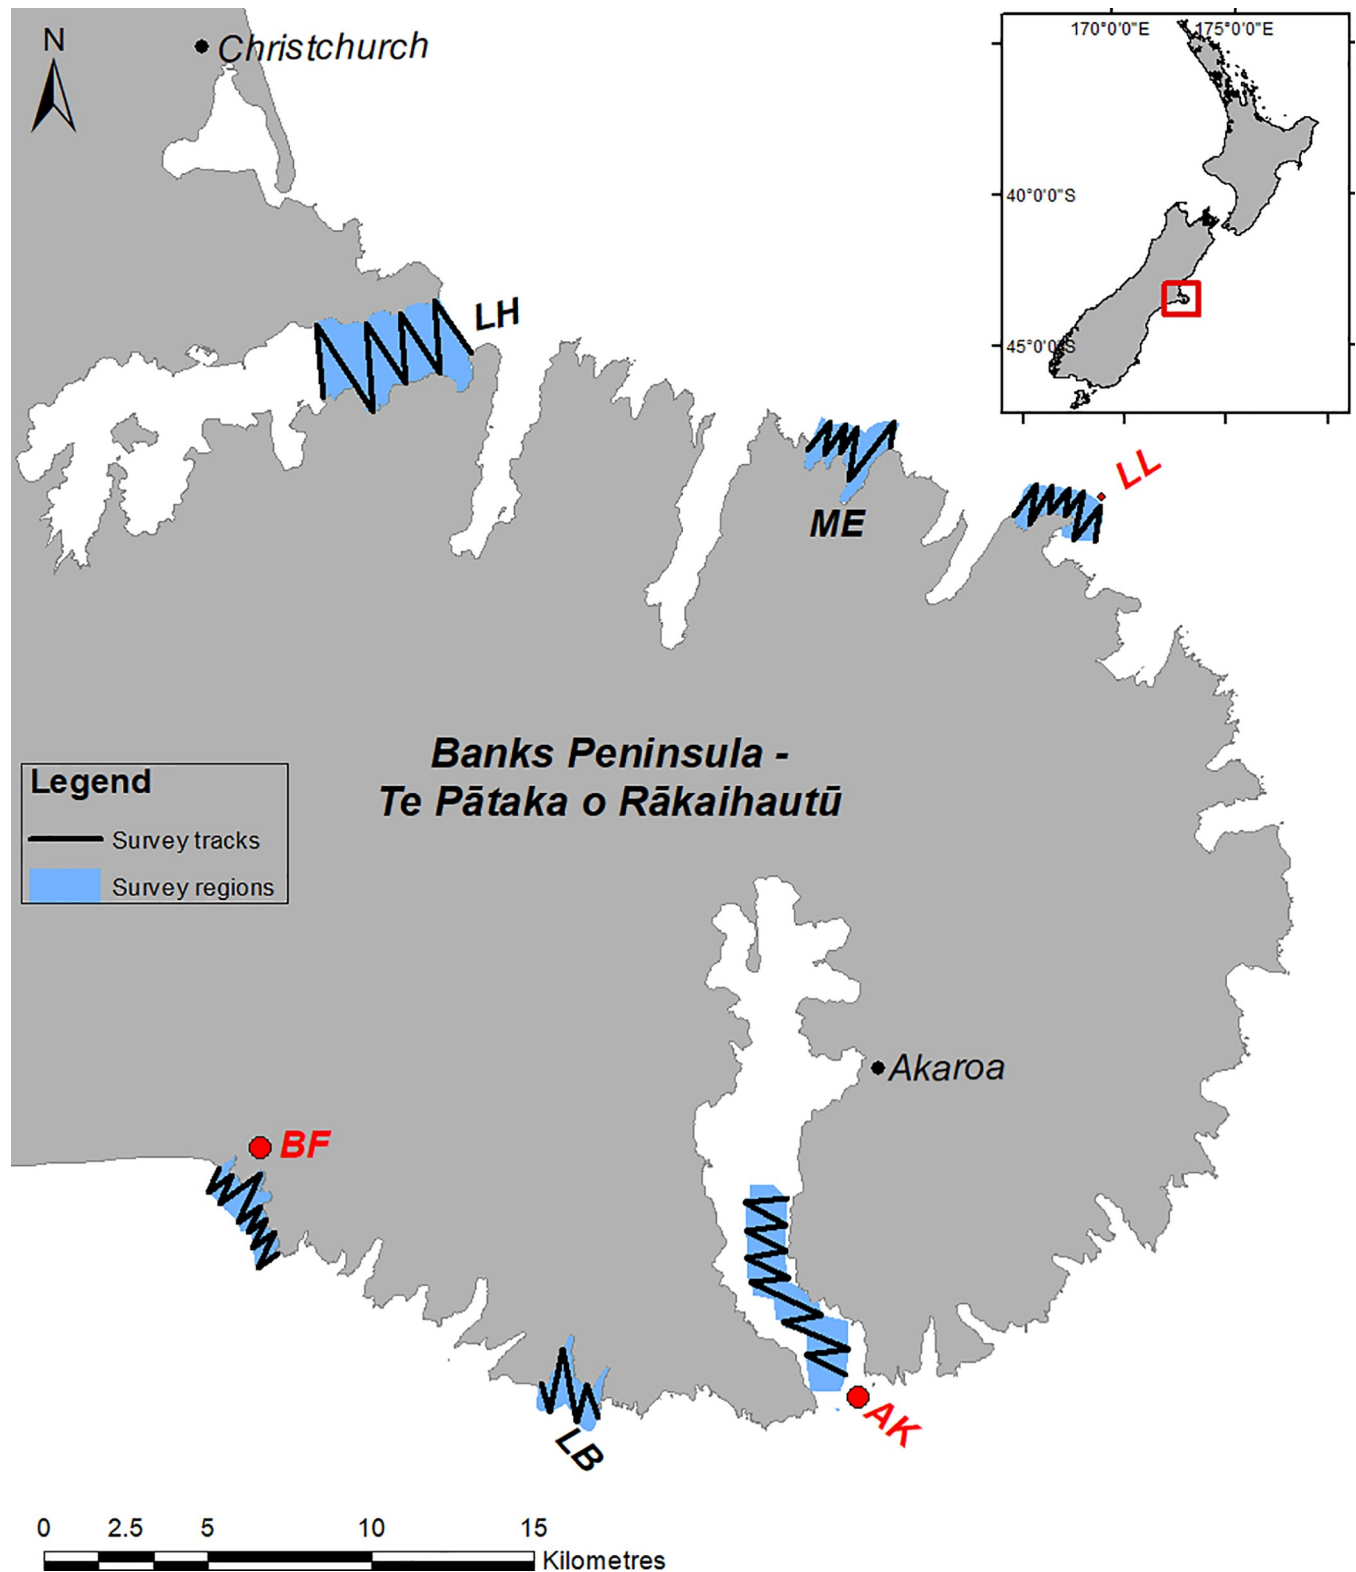 N
Christchurch
170°0'0"E
175°0'0"E
40°0'0"S
45°0'0"S
LH
LL
ME
Banks Peninsula -
Te Pātaka o Rākaihautū
Legend
Survey tracks
Survey regions
Akaroa
BF
AK
LB
0 2.5 5 10 15
Kilometres